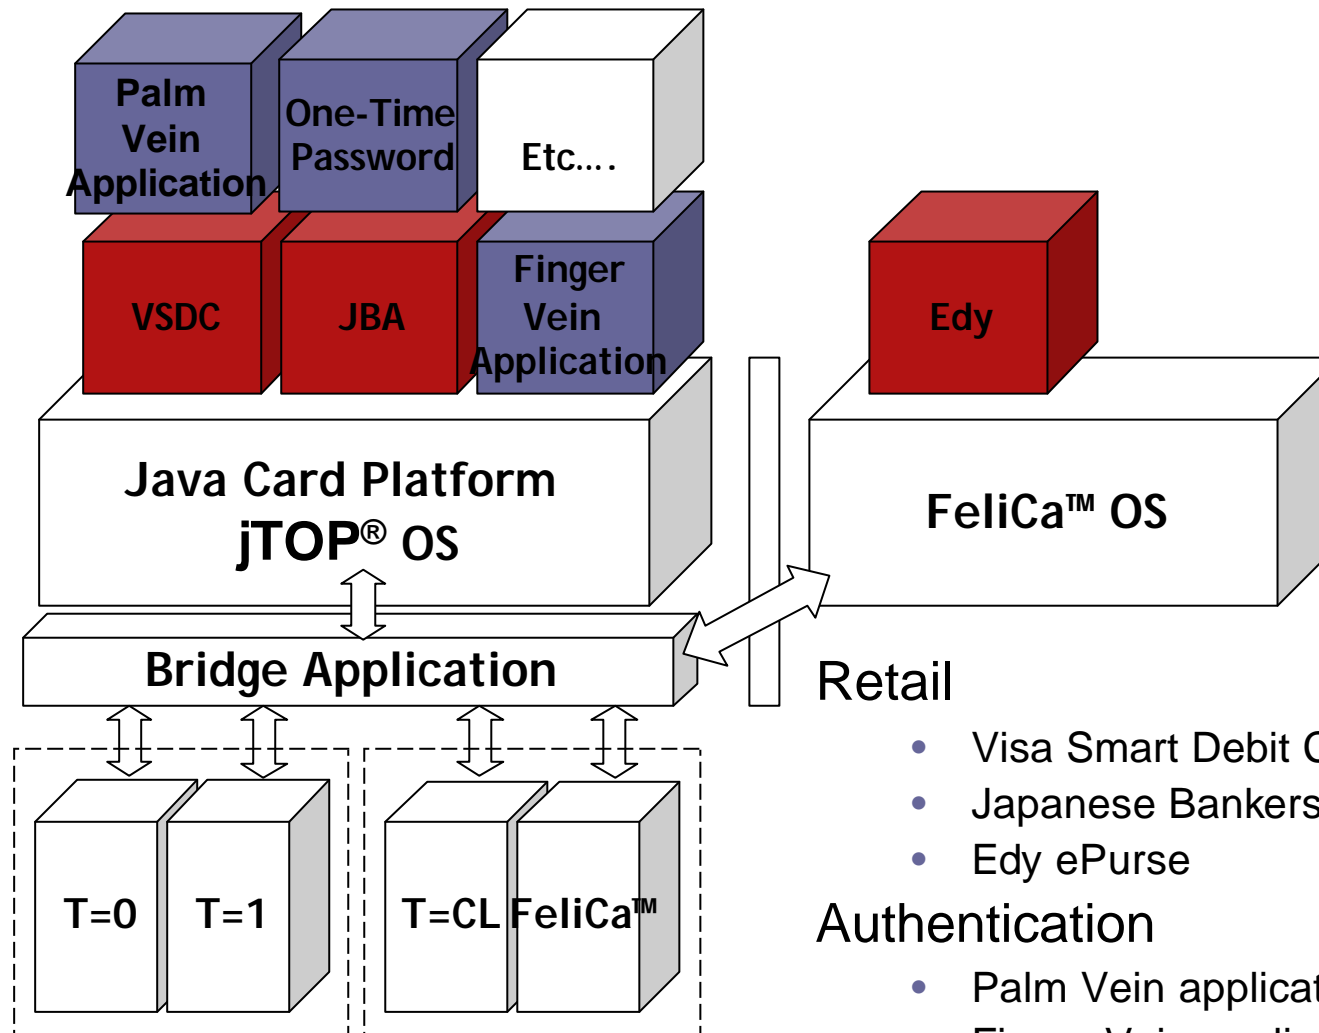 Palm
Vein
Application
One-Time
Password
Etc....
VSDC
JBA
Finger
Vein
Application
Edy
Java Card Platform
jTOP® OS
FeliCa™ OS
Bridge Application
T=0
T=1
T=CL
FeliCa™
Retail
• Visa Smart Debit
• Japanese Bankers
• Edy ePurse
Authentication
• Palm Vein